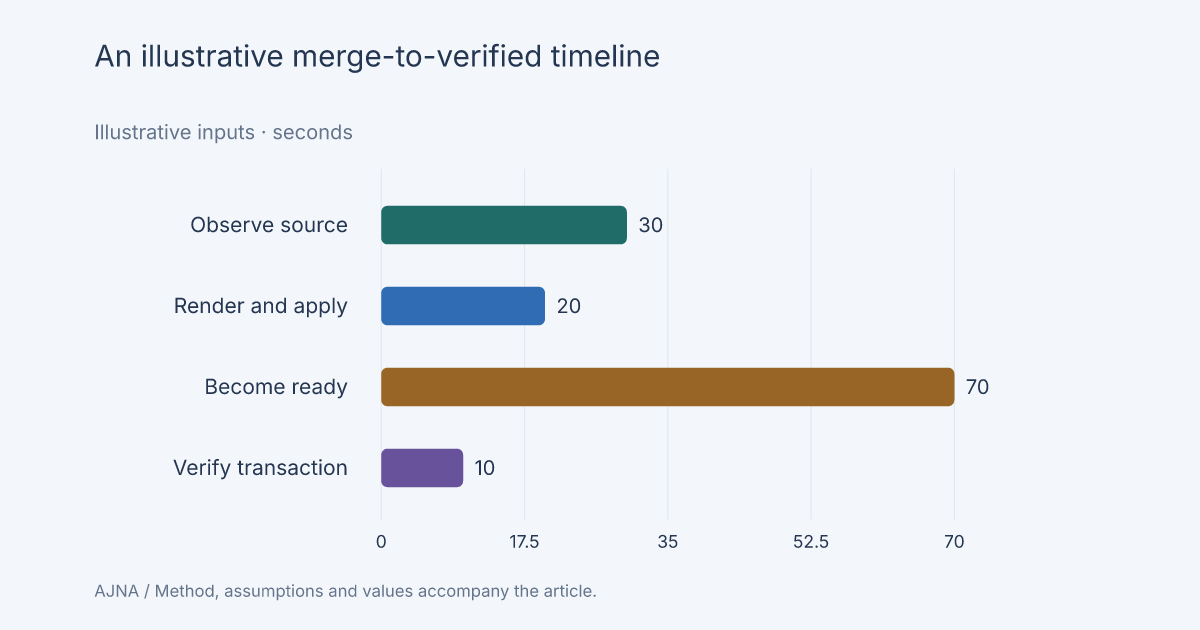 An illustrative merge-to-verified timeline
Illustrative inputs · seconds
Observe source 30
Render and apply 20
Become ready 70
Verify transaction 10
0 17.5 35 52.5 70
AJNA / Method, assumptions and values accompany the article.